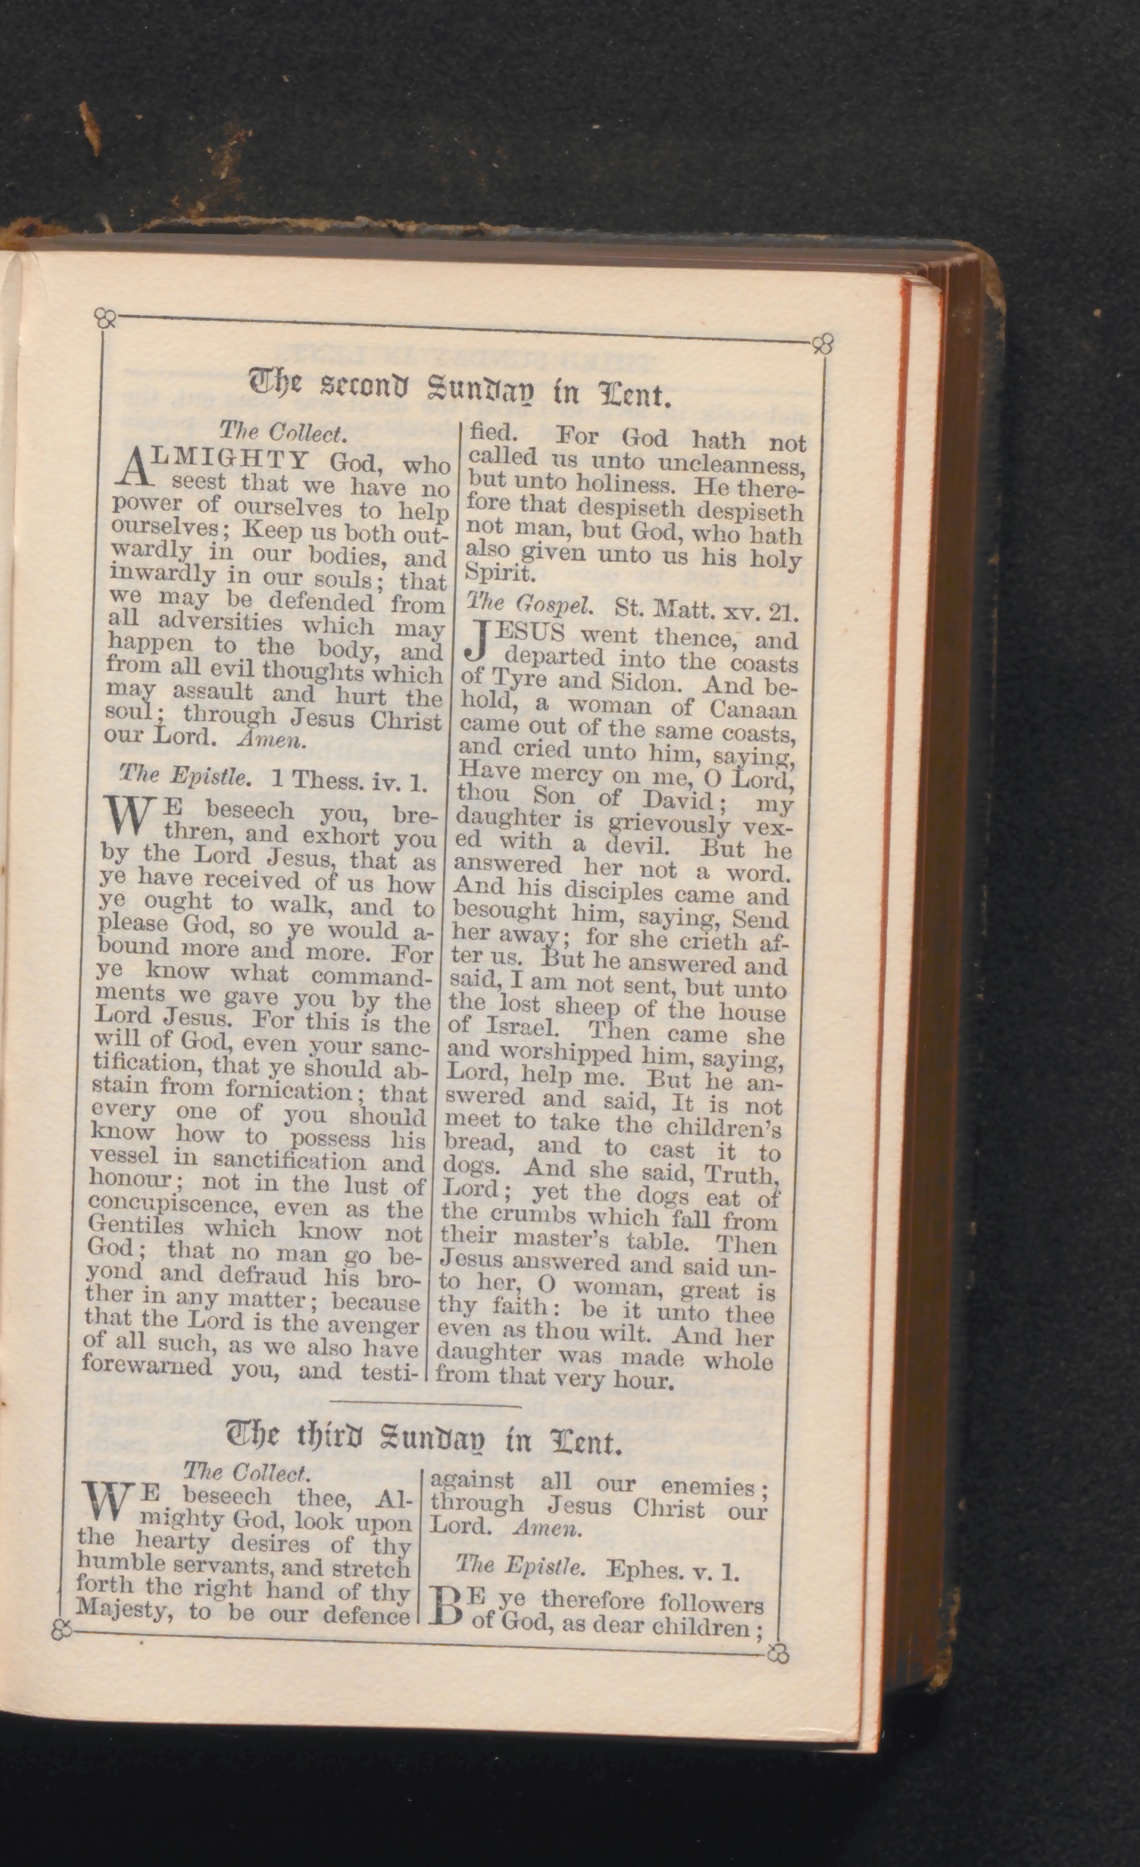 The second Sunday in Lent.
The Collect.
ALMIGHTY God, who
seest that we have no
power of ourselves to help
ourselves; Keep us both out-
wardly in our bodies, and
inwardly in our souls; that
we may be defended from
all adversities which may
happen to the body, and
from all evil thoughts which
may assault and hurt the
soul; through Jesus Christ
our Lord. Amen.
The Epistle. 1 Thess. iv. 1.
WE beseech you, bre-
thren, and exhort you
by the Lord Jesus, that as
ye have received of us how
ye ought to walk, and to
please God, so ye would a-
bound more and more. For
ye know what command-
ments we gave you by the
Lord Jesus. For this is the
will of God, even your sanc-
tification, that ye should ab-
stain from fornication; that
every one of you should
know how to possess his
vessel in sanctification and
honour; not in the lust of
concupiscence, even as the
Gentiles which know not
God; that no man go be-
yond and defraud his bro-
ther in any matter; because
that the Lord is the avenger
of all such, as we also have
forewarned you, and testi-
fied. For God hath not
called us unto uncleanness,
but unto holiness. He there-
fore that despiseth despiseth
not man, but God, who hath
also given unto us his holy
Spirit.
The Gospel. St. Matt. xv. 21.
JESUS went thence, and
departed into the coasts
of Tyre and Sidon. And be-
hold, a woman of Canaan
came out of the same coasts,
and cried unto him, saying,
Have mercy on me, O Lord,
thou Son of David; my
daughter is grievously vex-
ed with a devil. But he
answered her not a word.
And his disciples came and
besought him, saying, Send
her away; for she crieth af-
ter us. But he answered and
said, I am not sent, but unto
the lost sheep of the house
of Israel. Then came she
and worshipped him, saying,
Lord, help me. But he an-
swered and said, It is not
meet to take the children's
bread, and to cast it to
dogs. And she said, Truth,
Lord; yet the dogs eat of
the crumbs which fall from
their master's table. Then
Jesus answered and said un-
to her, O woman, great is
thy faith: be it unto thee
even as thou wilt. And her
daughter was made whole
from that very hour.
The third Sunday in Lent.
The Collect.
WE beseech thee, Al-
mighty God, look upon
the hearty desires of thy
humble servants, and stretch
forth the right hand of thy
Majesty, to be our defence
against all our enemies;
through Jesus Christ our
Lord. Amen.
The Epistle. Ephes. v. 1.
BE ye therefore followers
of God, as dear children;